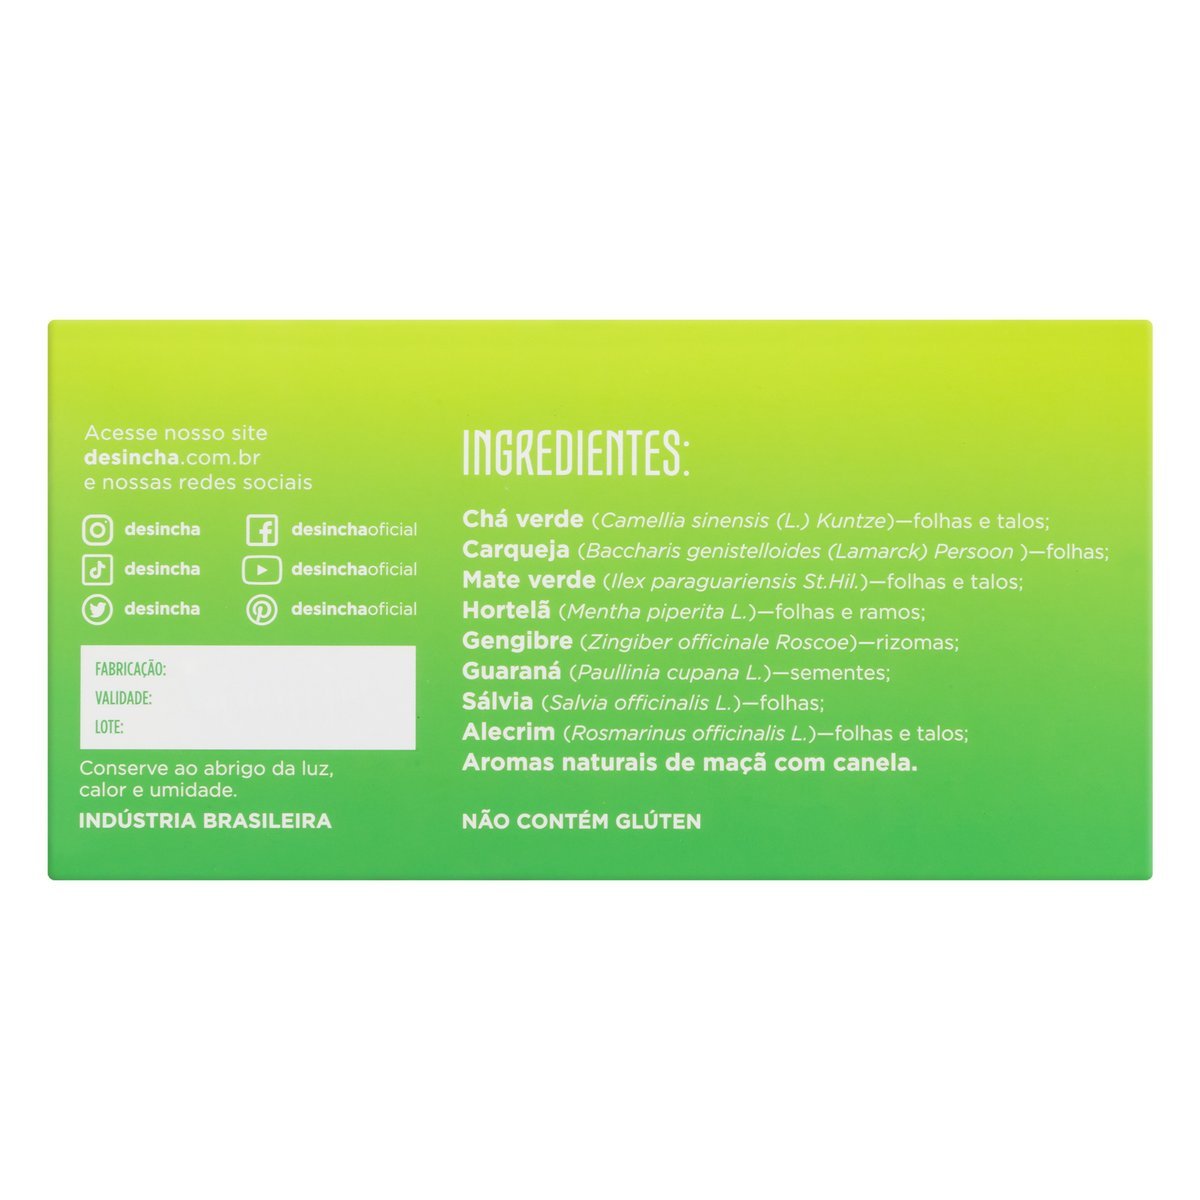 Acesse nosso site
desincha.com.br
e nossas redes sociais
desincha
desinchaoficial
desincha
desinchaoficial
desincha
desinchaoficial
FABRICAÇÃO:
VALIDADE:
LOTE:
Conserve ao abrigo da luz,
calor e umidade.
INDÚSTRIA BRASILEIRA
INGREDIENTES:
Chá verde (Camellia sinensis (L.) Kuntze)—folhas e talos;
Carqueja (Baccharis genistelloides (Lamarck) Persoon )—folhas;
Mate verde (Ilex paraguariensis St.Hil.)—folhas e talos;
Hortelã (Mentha piperita L.)—folhas e ramos;
Gengibre (Zingiber officinale Roscoe)—rizomas;
Guaraná (Paullinia cupana L.)—sementes;
Sálvia (Salvia officinalis L.)—folhas;
Alecrim (Rosmarinus officinalis L.)—folhas e talos;
Aromas naturais de maçã com canela.
NÃO CONTÉM GLÚTEN